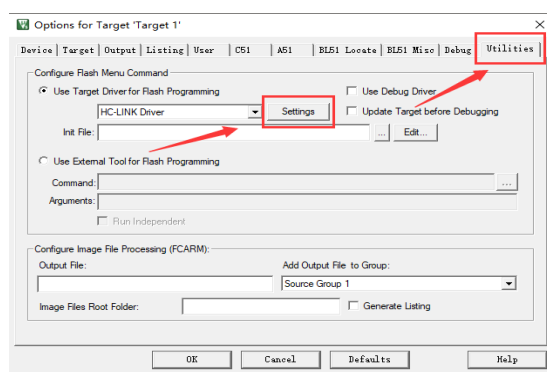 Options for Target 'Target 1'
Device Target Output Listing User C51 A51 BL51 Locate BL51 Misc Debug Utilities
Configure Flash Menu Command
Use Target Driver for Flash Programming
Use Debug Driver
HC-LINK Driver
Settings
Update Target before Debugging
Init File:
...
Edit...
Use External Tool for Flash Programming
Command:
...
Arguments:
Run Independent
Configure Image File Processing (FCARM):
Output File:
Add Output File to Group:
Source Group 1
Image Files Root Folder:
Generate Listing
OK Cancel Defaults Help